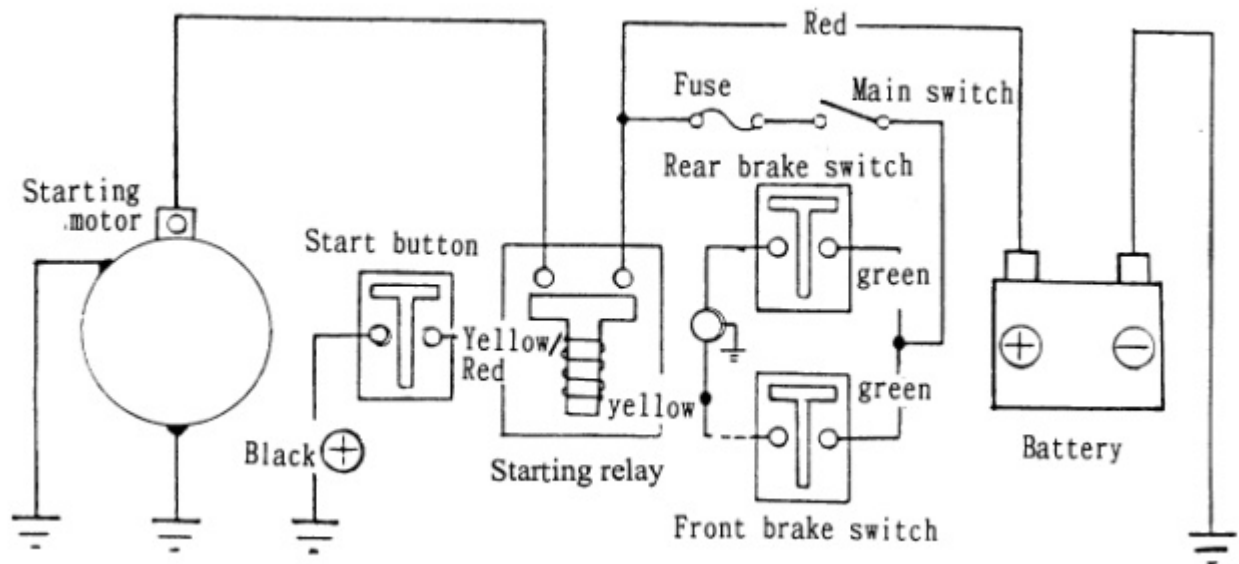 Red
Fuse
Main switch
Rear brake switch
Starting
motor
Start button
green
Yellow/
Red
yellow
green
Black
Starting relay
Battery
Front brake switch